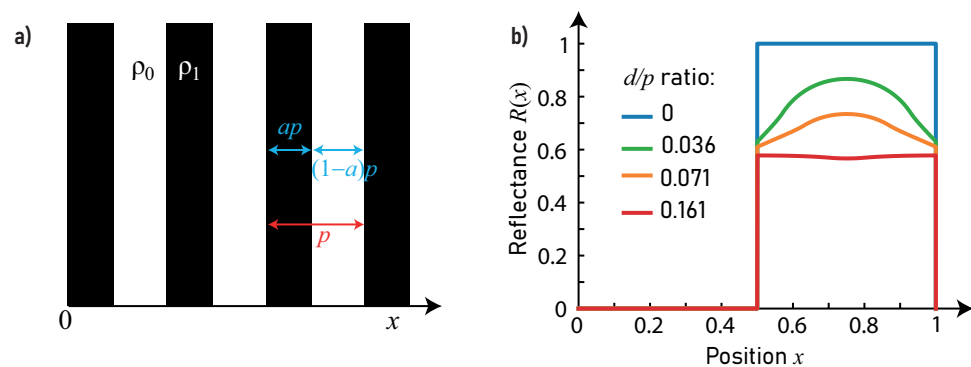 a)
ρ₀ ρ₁
ap
(1–a)p
p
0 x
b)
Reflectance R(x)
1
0.8
0.6
0.4
0.2
0
d/p ratio:
0
0.036
0.071
0.161
0 0.2 0.4 0.6 0.8 1
Position x